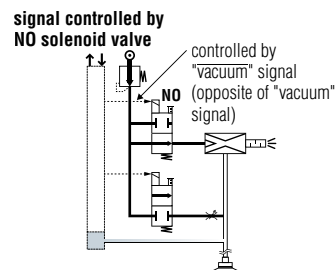 signal controlled by
NO solenoid valve
controlled by
"vacuum" signal
(opposite of "vacuum"
signal)
NO